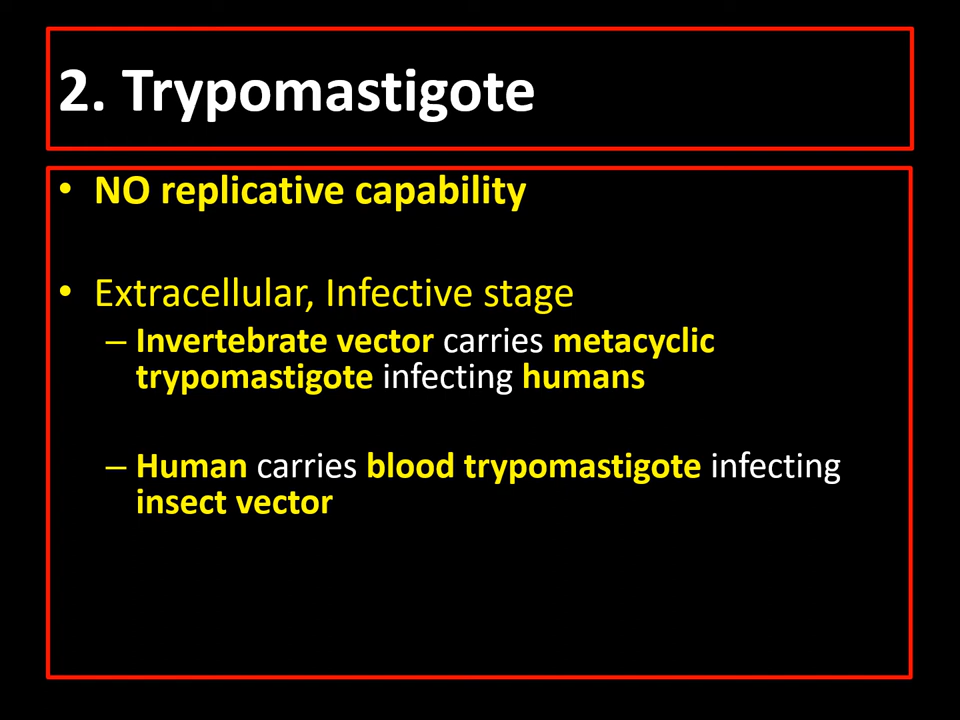 2. Trypomastigote
• NO replicative capability
• Extracellular, Infective stage
– Invertebrate vector carries metacyclic
trypomastigote infecting humans
– Human carries blood trypomastigote infecting
insect vector